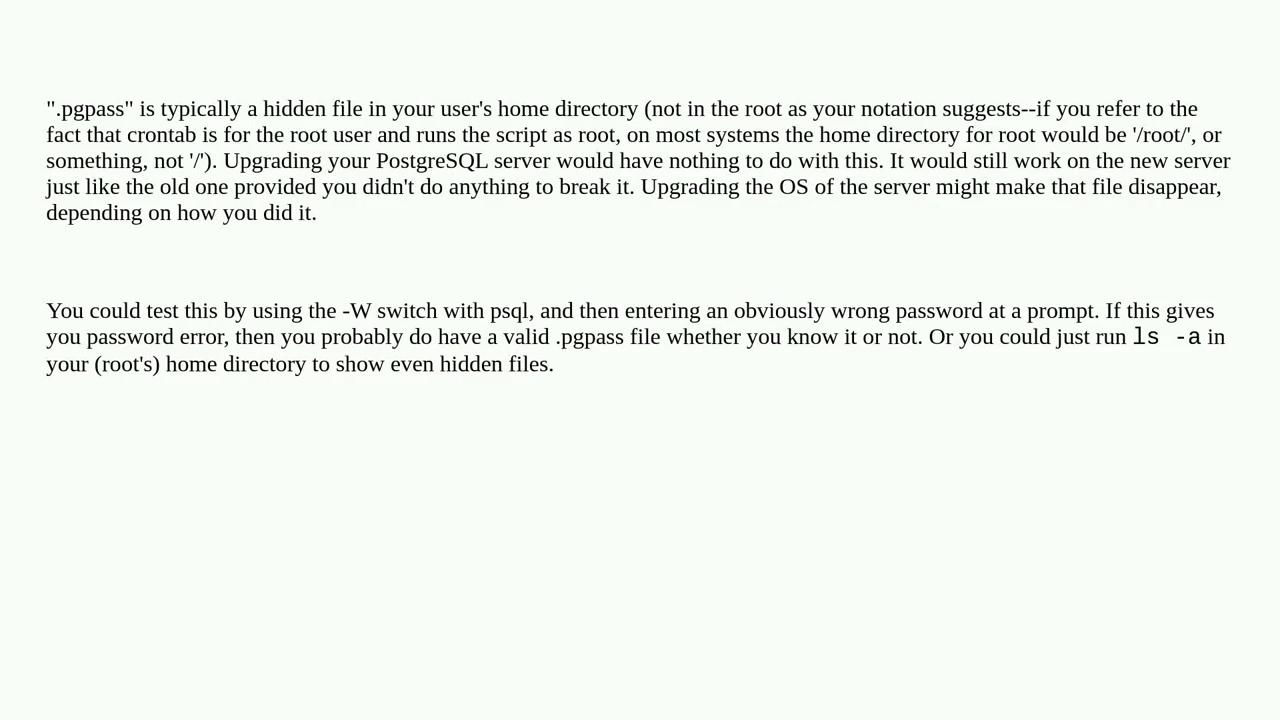 ".pgpass" is typically a hidden file in your user's home directory (not in the root as your notation suggests--if you refer to the
fact that crontab is for the root user and runs the script as root, on most systems the home directory for root would be '/root/', or
something, not '/'). Upgrading your PostgreSQL server would have nothing to do with this. It would still work on the new server
just like the old one provided you didn't do anything to break it. Upgrading the OS of the server might make that file disappear,
depending on how you did it.
You could test this by using the -W switch with psql, and then entering an obviously wrong password at a prompt. If this gives
you password error, then you probably do have a valid .pgpass file whether you know it or not. Or you could just run ls -a in
your (root's) home directory to show even hidden files.